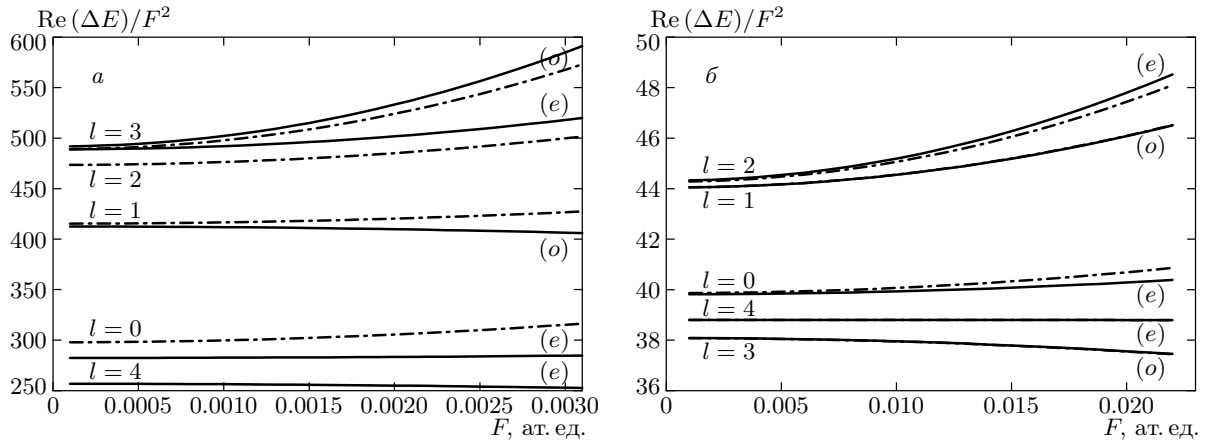 Re (ΔE)/F²
600
550
500
450
400
350
300
250
а
l = 3
l = 2
l = 1
l = 0
l = 4
(o)
(e)
(o)
(e)
(e)
0 0.0005 0.0010 0.0015 0.0020 0.0025 0.0030
F, ат. ед.
Re (ΔE)/F²
50
48
46
44
42
40
38
36
б
l = 2
l = 1
l = 0
l = 4
l = 3
(e)
(o)
(e)
(e)
(o)
0 0.005 0.010 0.015 0.020
F, ат. ед.